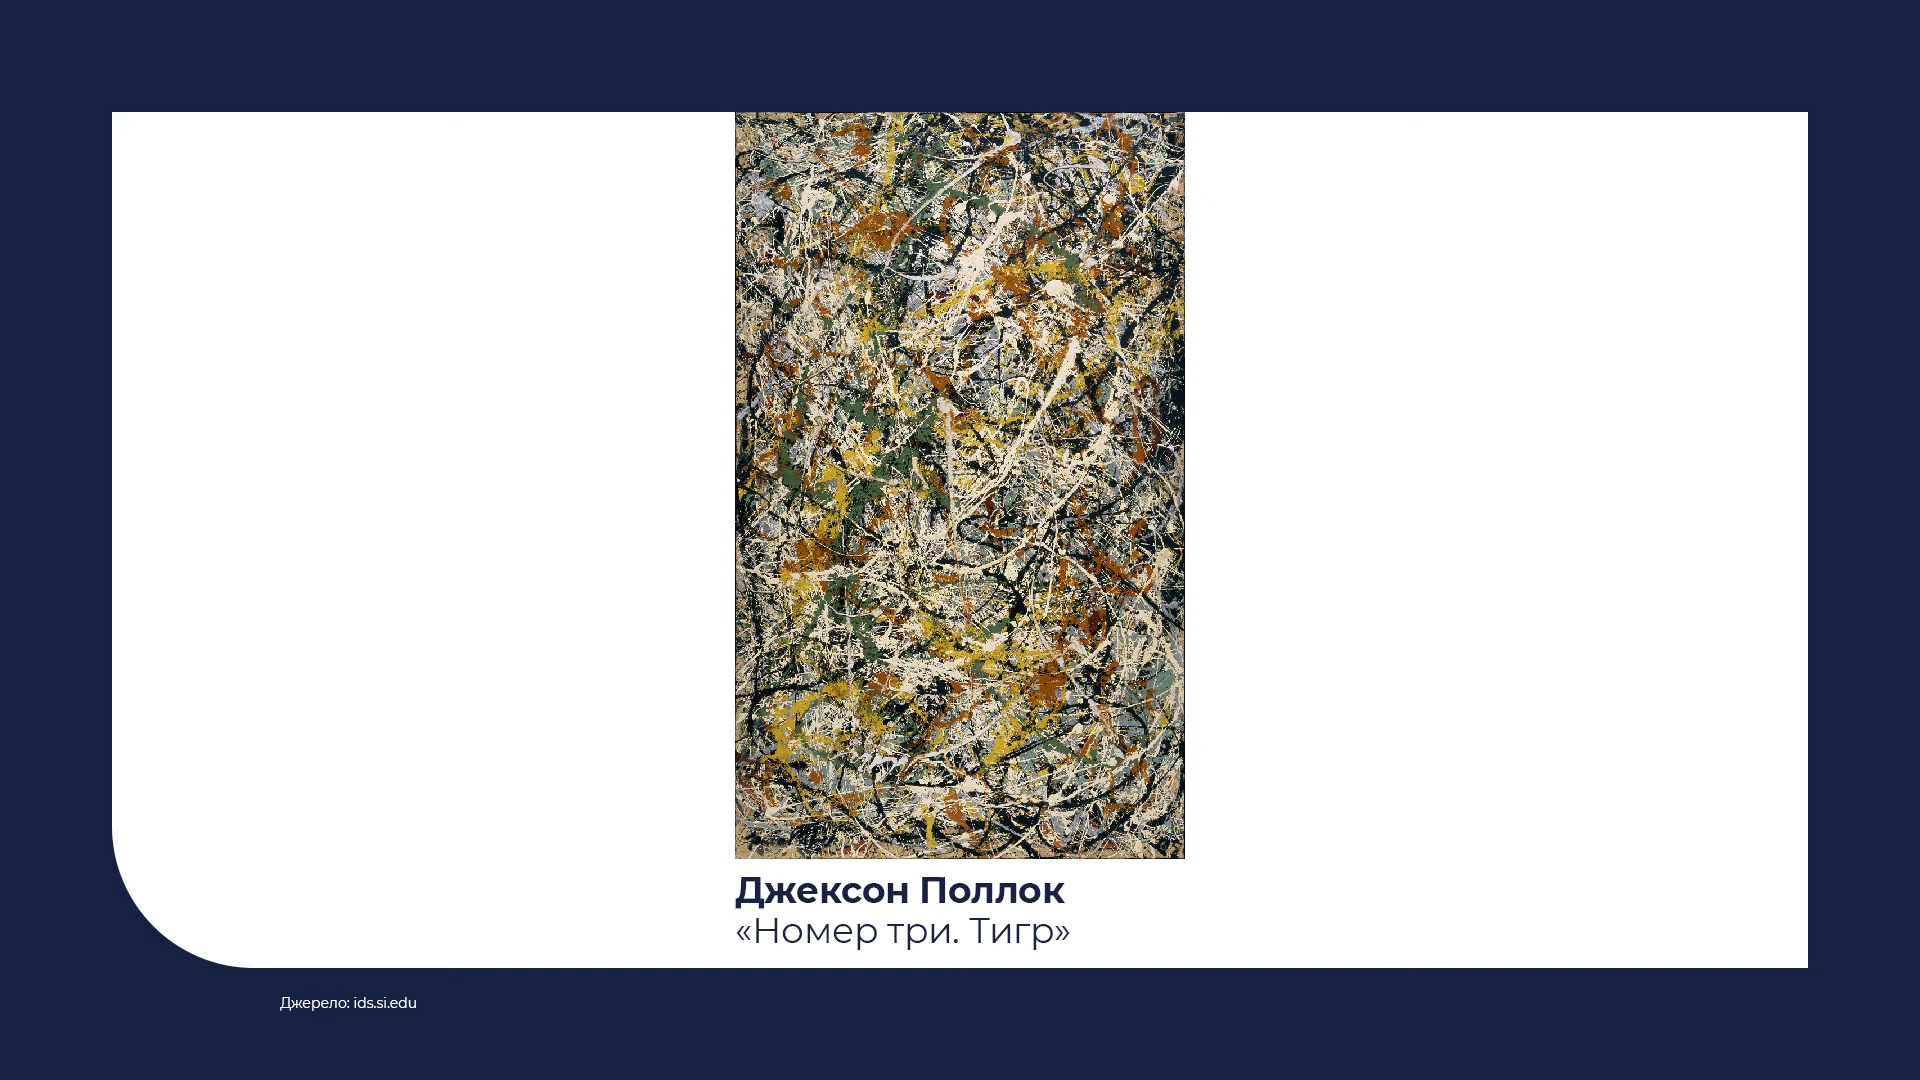 Джексон Поллок
«Номер три. Тигр»
Джерело: ids.si.edu